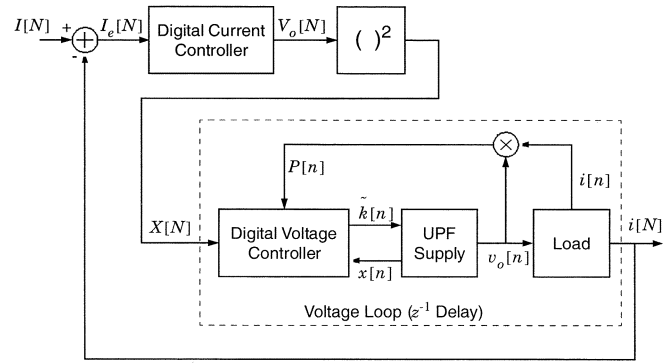 I[N]
+
-
I_e[N]
Digital Current
Controller
V_o[N]
( )²
X[N]
P[n]
×
i[n]
Digital Voltage
Controller
k̃[n]
x[n]
UPF
Supply
v_o[n]
Load
i[N]
Voltage Loop (z⁻¹ Delay)